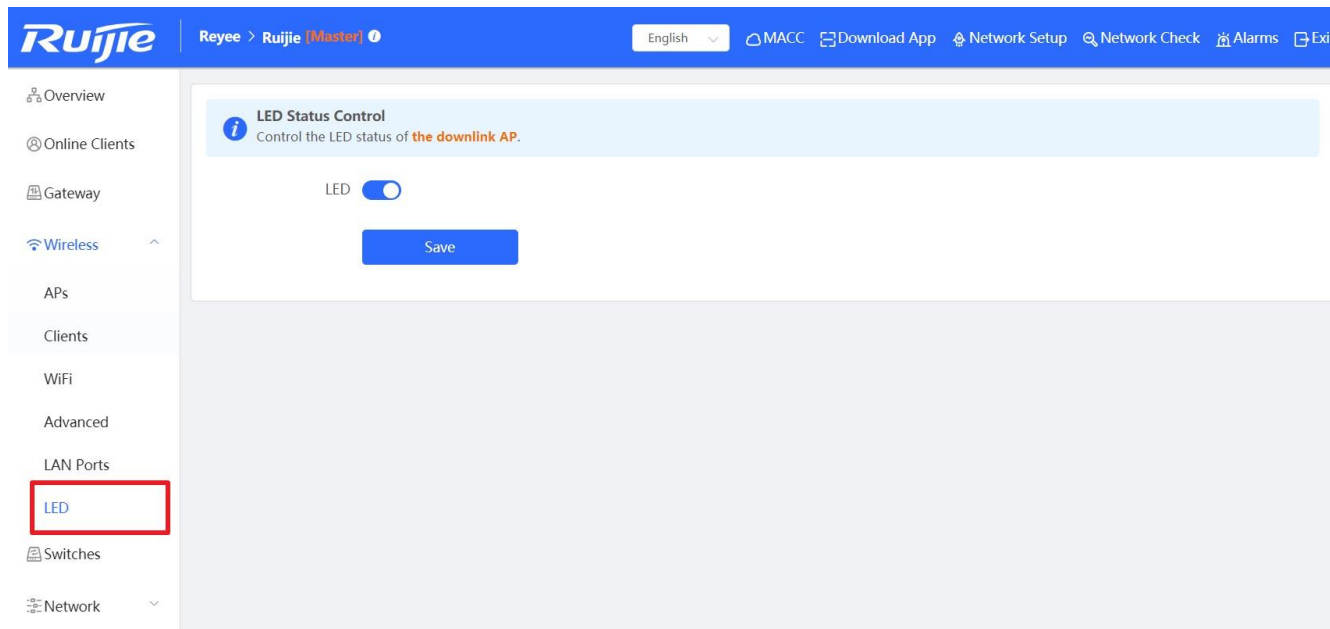 Ruijie
Reyee > Ruijie [Master]
English
MACC
Download App
Network Setup
Network Check
Alarms
Exi
Overview
Online Clients
Gateway
Wireless
APs
Clients
WiFi
Advanced
LAN Ports
LED
Switches
Network
LED Status Control
Control the LED status of the downlink AP.
LED
Save